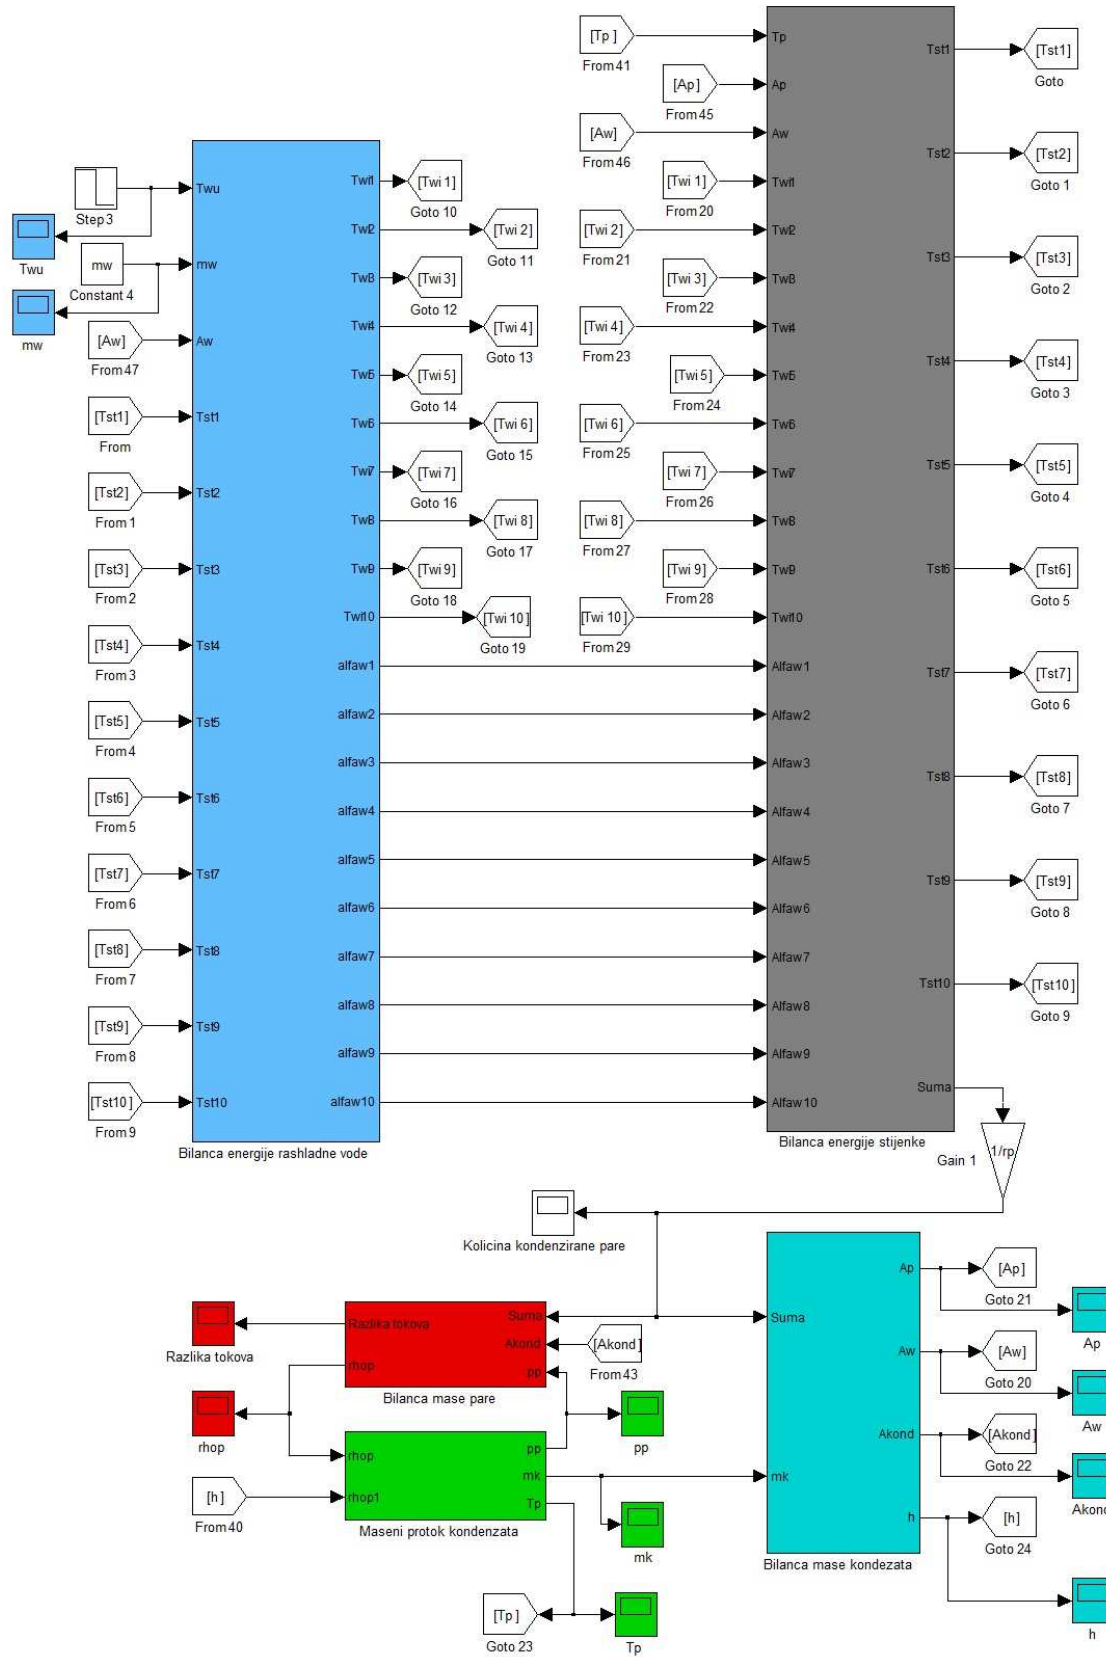 [Tp ]
From 41
[Ap]
From 45
[Aw]
From 46
[Twi 1]
From 20
[Twi 2]
From 21
[Twi 3]
From 22
[Twi 4]
From 23
[Twi 5]
From 24
[Twi 6]
From 25
[Twi 7]
From 26
[Twi 8]
From 27
[Twi 9]
From 28
[Twi 10 ]
From 29
Tp
Ap
Aw
Twi1
Twi2
Twi3
Twi4
Twi5
Twi6
Twi7
Twi8
Twi9
Twi10
Alfaw1
Alfaw2
Alfaw3
Alfaw4
Alfaw5
Alfaw6
Alfaw7
Alfaw8
Alfaw9
Alfaw10
Tst1
Tst2
Tst3
Tst4
Tst5
Tst6
Tst7
Tst8
Tst9
Tst10
Suma
Bilanca energije stijenke
[Tst1]
Goto
[Tst2]
Goto 1
[Tst3]
Goto 2
[Tst4]
Goto 3
[Tst5]
Goto 4
[Tst6]
Goto 5
[Tst7]
Goto 6
[Tst8]
Goto 7
[Tst9]
Goto 8
[Tst10 ]
Goto 9
Step 3
Twu
mw
Constant 4
mw
[Aw]
From 47
[Tst1]
From
[Tst2]
From 1
[Tst3]
From 2
[Tst4]
From 3
[Tst5]
From 4
[Tst6]
From 5
[Tst7]
From 6
[Tst8]
From 7
[Tst9]
From 8
[Tst10 ]
From 9
Twu
mw
Aw
Tst1
Tst2
Tst3
Tst4
Tst5
Tst6
Tst7
Tst8
Tst9
Tst10
Twi1
Twi2
Twi3
Twi4
Twi5
Twi6
Twi7
Twi8
Twi9
Twi10
alfaw1
alfaw2
alfaw3
alfaw4
alfaw5
alfaw6
alfaw7
alfaw8
alfaw9
alfaw10
Bilanca energije rashladne vode
[Twi 1]
Goto 10
[Twi 2]
Goto 11
[Twi 3]
Goto 12
[Twi 4]
Goto 13
[Twi 5]
Goto 14
[Twi 6]
Goto 15
[Twi 7]
Goto 16
[Twi 8]
Goto 17
[Twi 9]
Goto 18
[Twi 10 ]
Goto 19
1/rp
Gain 1
Kolicina kondenzirane pare
Razlika tokova
rhop
Razlika tokova
rhop
Suma
Akond
pp
Bilanca mase pare
[Akond ]
From 43
pp
[h]
From 40
rhop
rhop1
pp
mk
Tp
Maseni protok kondenzata
mk
[Tp ]
Goto 23
Tp
Suma
mk
Ap
Aw
Akond
h
Bilanca mase kondezata
[Ap]
Goto 21
[Aw]
Goto 20
[Akond]
Goto 22
[h]
Goto 24
Ap
Aw
Akond
h